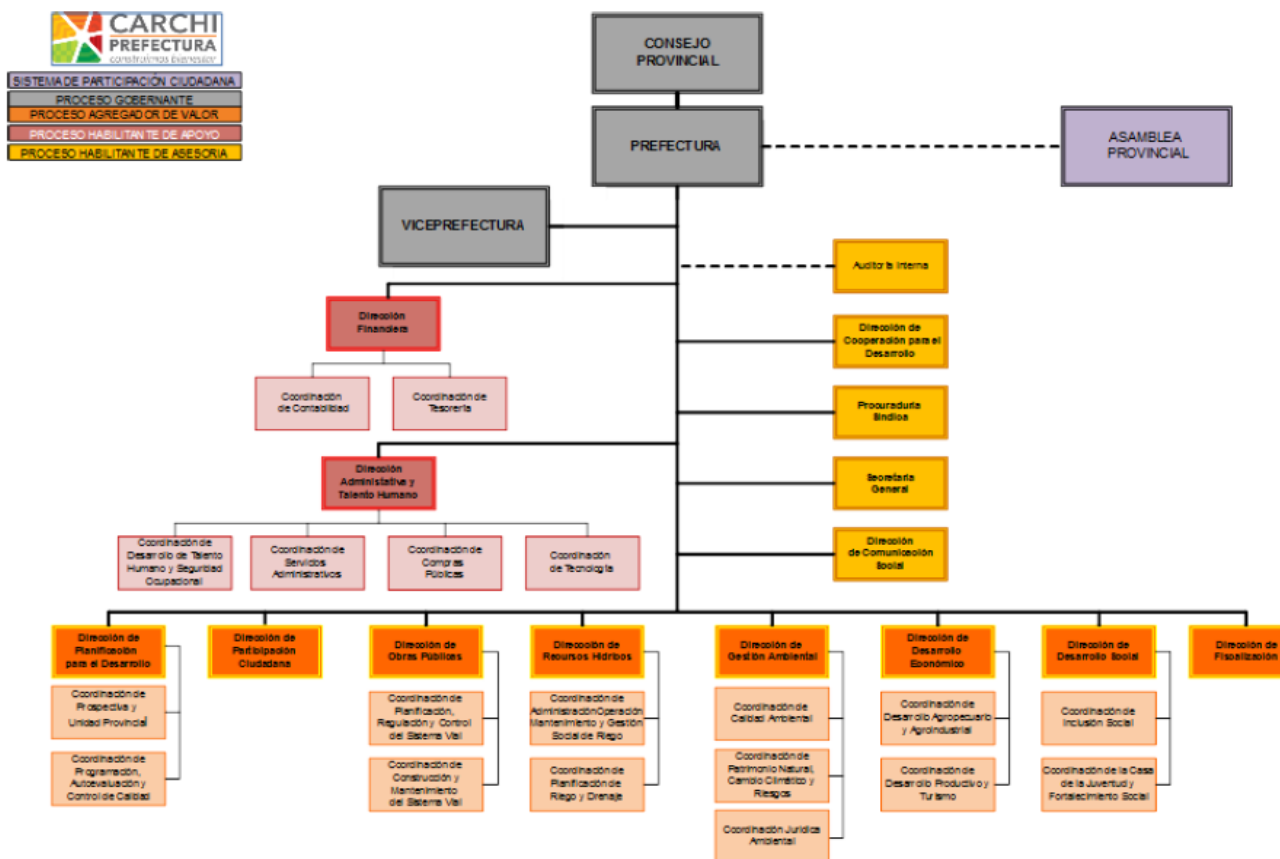 CARCHI
PREFECTURA
construimos bienestar
SISTEMA DE PARTICIPACIÓN CIUDADANA
PROCESO GOBERNANTE
PROCESO AGREGADOR DE VALOR
PROCESO HABILITANTE DE APOYO
PROCESO HABILITANTE DE ASESORIA
CONSEJO
PROVINCIAL
PREFECTURA
ASAMBLEA
PROVINCIAL
VICEPREFECTURA
Auditoría Interna
Dirección
Financiera
Dirección de
Cooperación para el
Desarrollo
Coordinación
de Contabilidad
Coordinación de
Tesorería
Procuraduría
Sindica
Dirección
Administativa y
Talento Humano
Secretaria
General
Coordinación de
Desarrollo de Talento
Humano y Seguridad
Ocupacional
Coordinación de
Servicios
Administrativos
Coordinación de
Compras
Públicas
Coordinación
de Tecnología
Dirección
de Comunicación
Social
Dirección de
Planificación
para el Desarrollo
Dirección de
Participación
Ciudadana
Dirección de
Obras Públicas
Dirección de
Recursos Hídricos
Dirección de
Gestión Ambiental
Dirección de
Desarrollo
Económico
Dirección de
Desarrollo Social
Dirección de
Fiscalización
Coordinación de
Prospectiva y
Unidad Provincial
Coordinación de
Planificación,
Regulación y Control
del Sistema Vial
Coordinación de
Administración Operación
Mantenimiento y Gestión
Social de Riego
Coordinación de
Calidad Ambiental
Coordinación de
Desarrollo Agropecuario
y Agroindustrial
Coordinación de
Inclusión Social
Coordinación de
Programación,
Autoevaluación y
Control de Calidad
Coordinación de
Construcción y
Mantenimiento
del Sistema Vial
Coordinación de
Planificación de
Riego y Drenaje
Coordinación de
Patrimonio Natural,
Cambio Climático y
Riesgos
Coordinación de
Desarrollo Productivo y
Turismo
Coordinación de la Casa
de la Juventud y
Fortalecimiento Social
Coordinación Jurídica
Ambiental